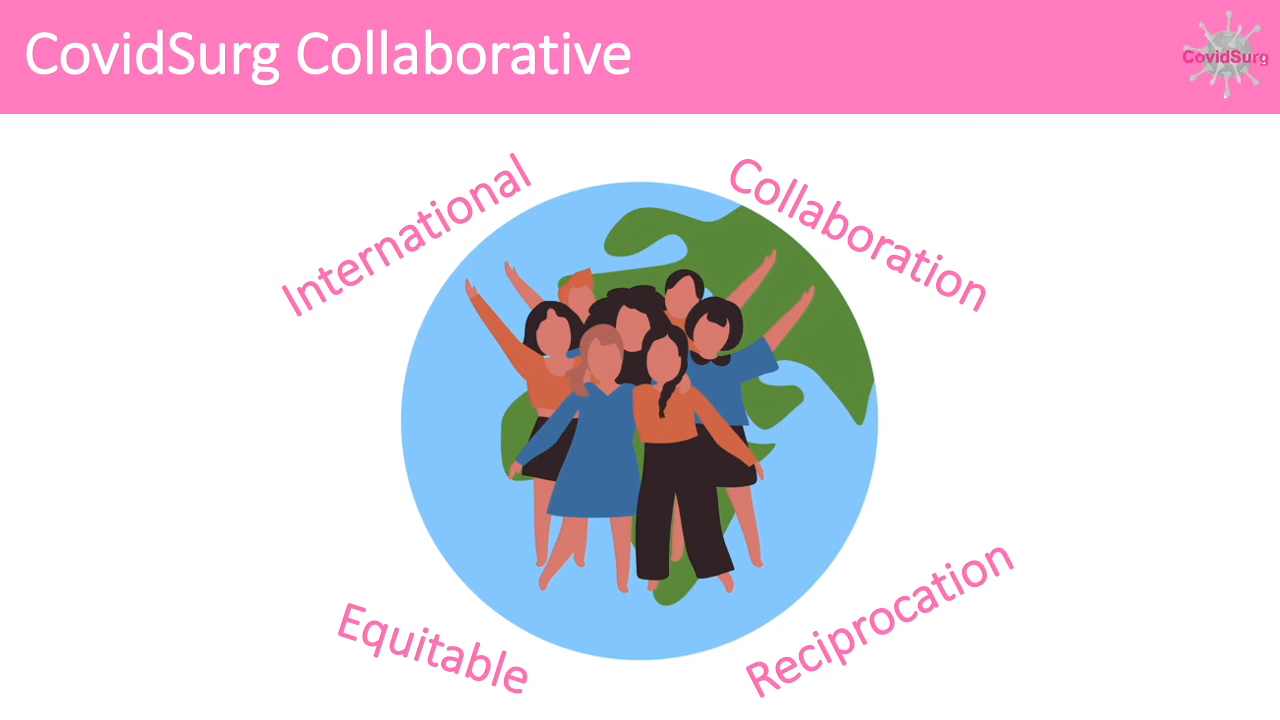 CovidSurg Collaborative
CovidSurg
International
Collaboration
Equitable
Reciprocation